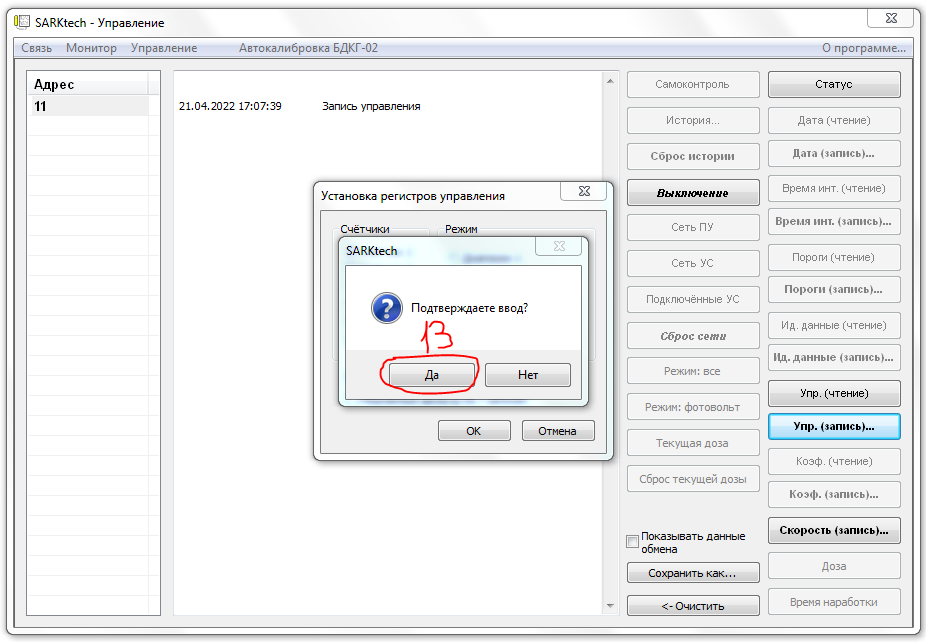 SARKtech - Управление
Связь Монитор Управление Автокалибровка БДКГ-02 О программе...
Адрес
11
21.04.2022 17:07:39 Запись управления
Установка регистров управления
Счётчики Режим
SARKtech
Подтверждаете ввод?
13
Да Нет
OK Отмена
Самоконтроль
История...
Сброс истории
Выключение
Сеть ПУ
Сеть УС
Подключённые УС
Сброс сети
Режим: все
Режим: фотовольт
Текущая доза
Сброс текущей дозы
Показывать данные
обмена
Сохранить как...
<- Очистить
Статус
Дата (чтение)
Дата (запись)...
Время инт. (чтение)
Время инт. (запись)...
Пороги (чтение)
Пороги (запись)...
Ид. данные (чтение)
Ид. данные (запись)...
Упр. (чтение)
Упр. (запись)...
Коэф. (чтение)
Коэф. (запись)...
Скорость (запись)...
Доза
Время наработки